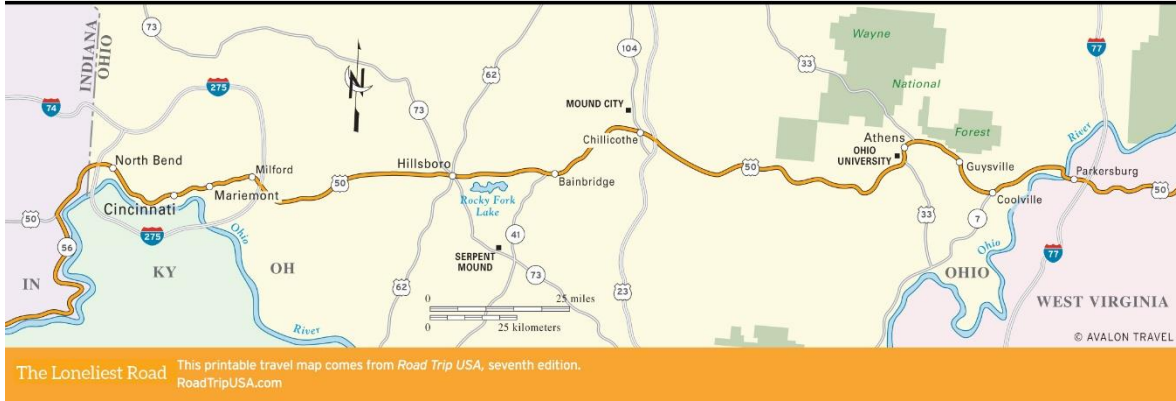 73
INDIANA
OHIO
74
275
N
73
62
104
MOUND CITY
33
Wayne
National
Forest
77
River
North Bend
Milford
Mariemont
Cincinnati
Hillsboro
50
Rocky Fork
Lake
Bainbridge
Chillicothe
50
Athens
OHIO
UNIVERSITY
Guysville
Coolville
Parkersburg
50
50
56
275
Ohio
IN
KY
OH
River
SERPENT
MOUND
41
73
62
23
0
25 miles
0
25 kilometers
33
7
Ohio
OHIO
77
WEST VIRGINIA
© AVALON TRAVEL
The Loneliest Road
This printable travel map comes from Road Trip USA, seventh edition.
RoadTripUSA.com